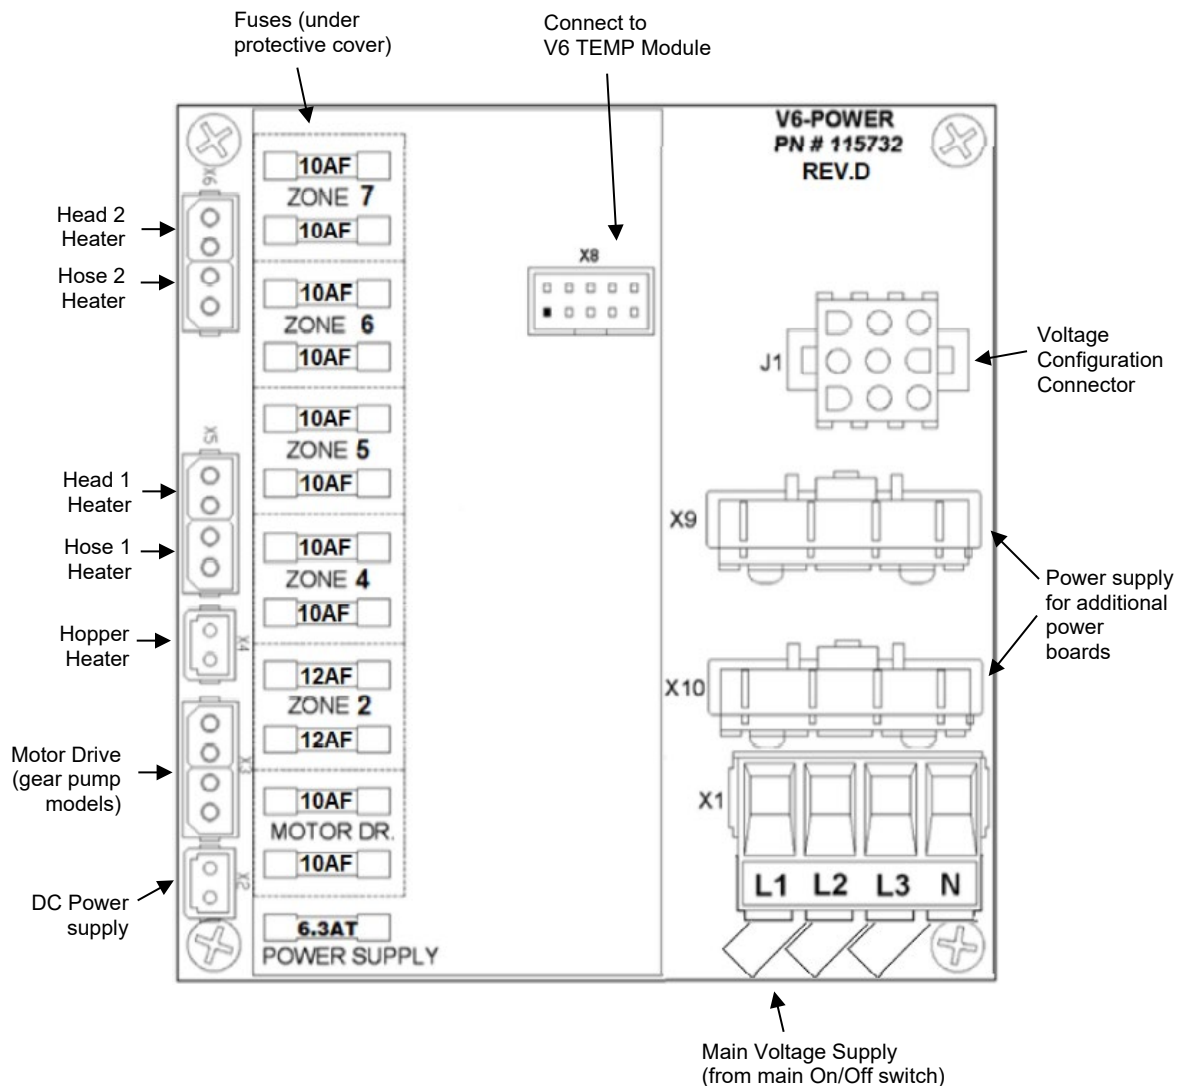 Fuses (under
protective cover)
Connect to
V6 TEMP Module
V6-POWER
PN # 115732
REV.D
X6
10AF
ZONE 7
10AF
Head 2
Heater
Hose 2
Heater
X8
10AF
ZONE 6
10AF
J1
Voltage
Configuration
Connector
X5
10AF
ZONE 5
10AF
Head 1
Heater
Hose 1
Heater
X9
10AF
ZONE 4
10AF
Power supply
for additional
power
boards
Hopper
Heater
X4
12AF
ZONE 2
12AF
X10
Motor Drive
(gear pump
models)
X3
10AF
MOTOR DR.
10AF
X1
L1 L2 L3 N
DC Power
supply
X2
6.3AT
POWER SUPPLY
Main Voltage Supply
(from main On/Off switch)